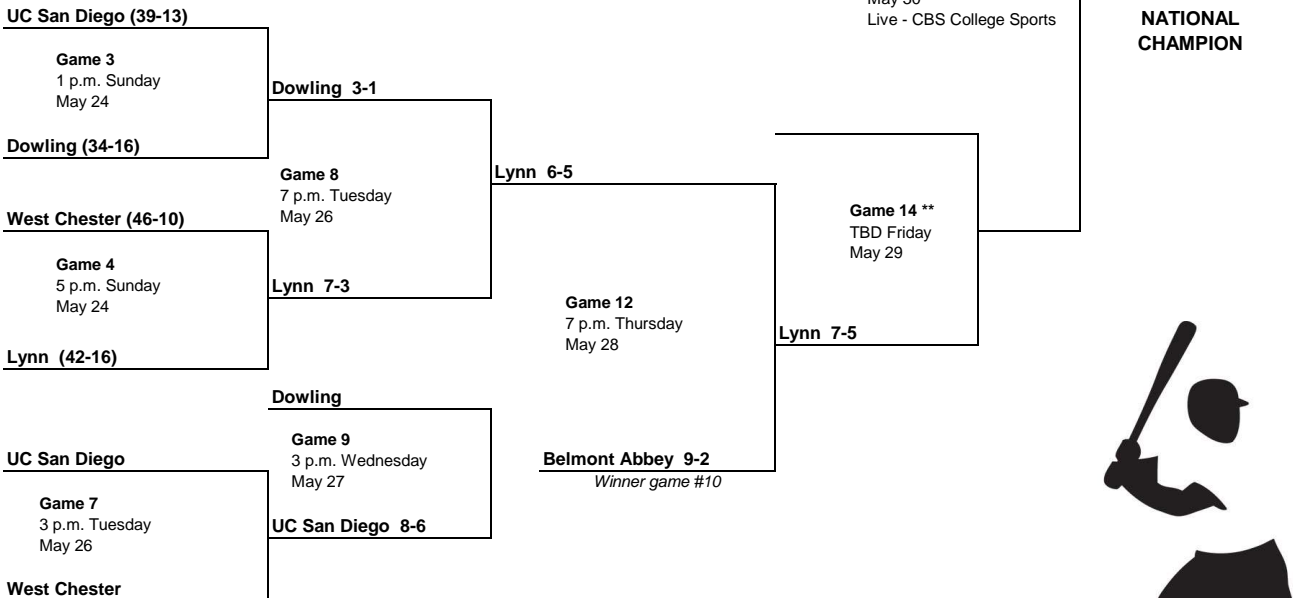 May 30
Live - CBS College Sports
NATIONAL
CHAMPION
UC San Diego (39-13)
Game 3
1 p.m. Sunday
May 24
Dowling 3-1
Dowling (34-16)
Game 8
7 p.m. Tuesday
May 26
Lynn 6-5
West Chester (46-10)
Game 4
5 p.m. Sunday
May 24
Lynn 7-3
Lynn (42-16)
Game 14 **
TBD Friday
May 29
Game 12
7 p.m. Thursday
May 28
Lynn 7-5
Dowling
Game 9
3 p.m. Wednesday
May 27
UC San Diego
Belmont Abbey 9-2
Winner game #10
Game 7
3 p.m. Tuesday
May 26
UC San Diego 8-6
West Chester